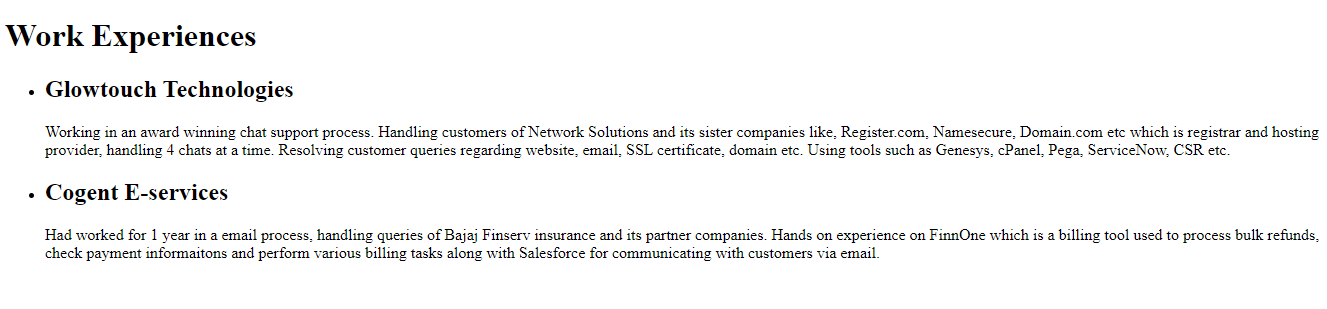 Work Experiences
Glowtouch Technologies
Working in an award winning chat support process. Handling customers of Network Solutions and its sister companies like, Register.com, Namesecure, Domain.com etc which is registrar and hosting
provider, handling 4 chats at a time. Resolving customer queries regarding website, email, SSL certificate, domain etc. Using tools such as Genesys, cPanel, Pega, ServiceNow, CSR etc.
Cogent E-services
Had worked for 1 year in a email process, handling queries of Bajaj Finserv insurance and its partner companies. Hands on experience on FinnOne which is a billing tool used to process bulk refunds,
check payment informaitons and perform various billing tasks along with Salesforce for communicating with customers via email.